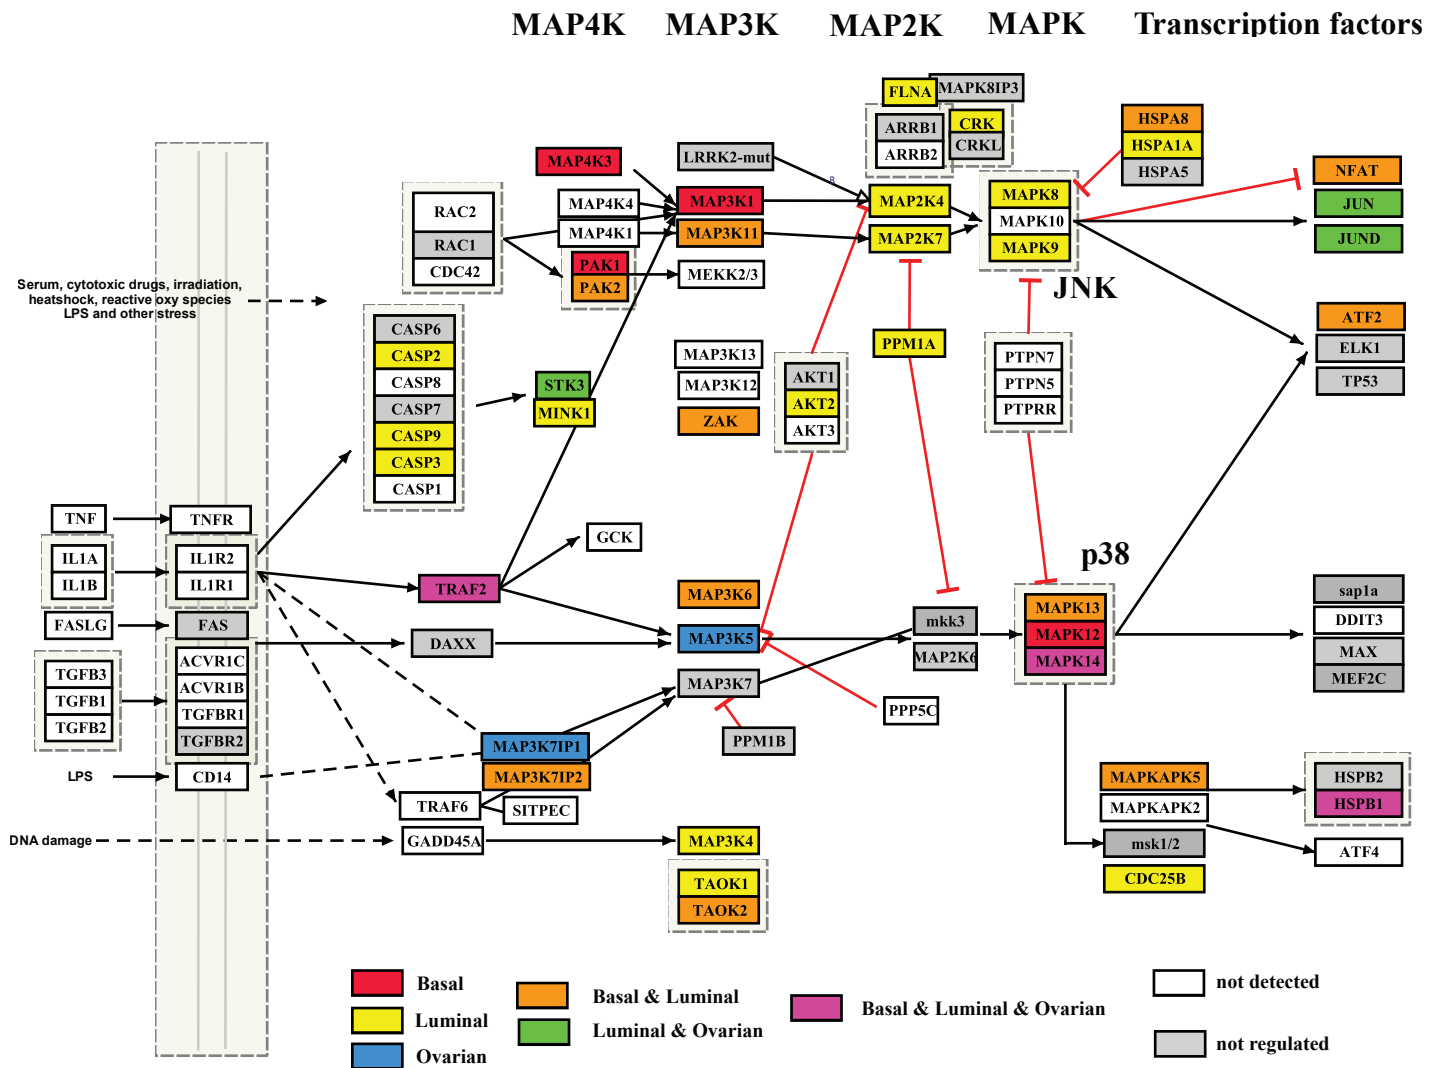 MAP4K MAP3K MAP2K MAPK Transcription factors
FLNA
MAPK8IP3
ARRB1
ARRB2
CRK
CRKL
HSPA8
HSPA1A
HSPA5
MAP4K3
LRRK2-mut
8
NFAT
JUN
JUND
RAC2
RAC1
CDC42
MAP4K4
MAP4K1
PAK1
PAK2
MAP3K1
MAP3K11
MEKK2/3
MAP2K4
MAP2K7
MAPK8
MAPK10
MAPK9
JNK
Serum, cytotoxic drugs, irradiation,
heatshock, reactive oxy species
LPS and other stress
CASP6
CASP2
CASP8
CASP7
CASP9
CASP3
CASP1
STK3
MINK1
MAP3K13
MAP3K12
ZAK
AKT1
AKT2
AKT3
PPM1A
PTPN7
PTPN5
PTPRR
ATF2
ELK1
TP53
TNF
TNFR
IL1A
IL1B
IL1R2
IL1R1
FASLG
FAS
TGFB3
TGFB1
TGFB2
ACVR1C
ACVR1B
TGFBR1
TGFBR2
LPS
CD14
DNA damage
GCK
TRAF2
DAXX
MAP3K6
MAP3K5
MAP3K7
PPM1B
PPP5C
mkk3
MAP2K6
p38
MAPK13
MAPK12
MAPK14
sap1a
DDIT3
MAX
MEF2C
MAP3K7IP1
MAP3K7IP2
TRAF6
SITPEC
GADD45A
MAP3K4
TAOK1
TAOK2
MAPKAPK5
MAPKAPK2
msk1/2
CDC25B
HSPB2
HSPB1
ATF4
Basal
Luminal
Ovarian
Basal & Luminal
Luminal & Ovarian
Basal & Luminal & Ovarian
not detected
not regulated